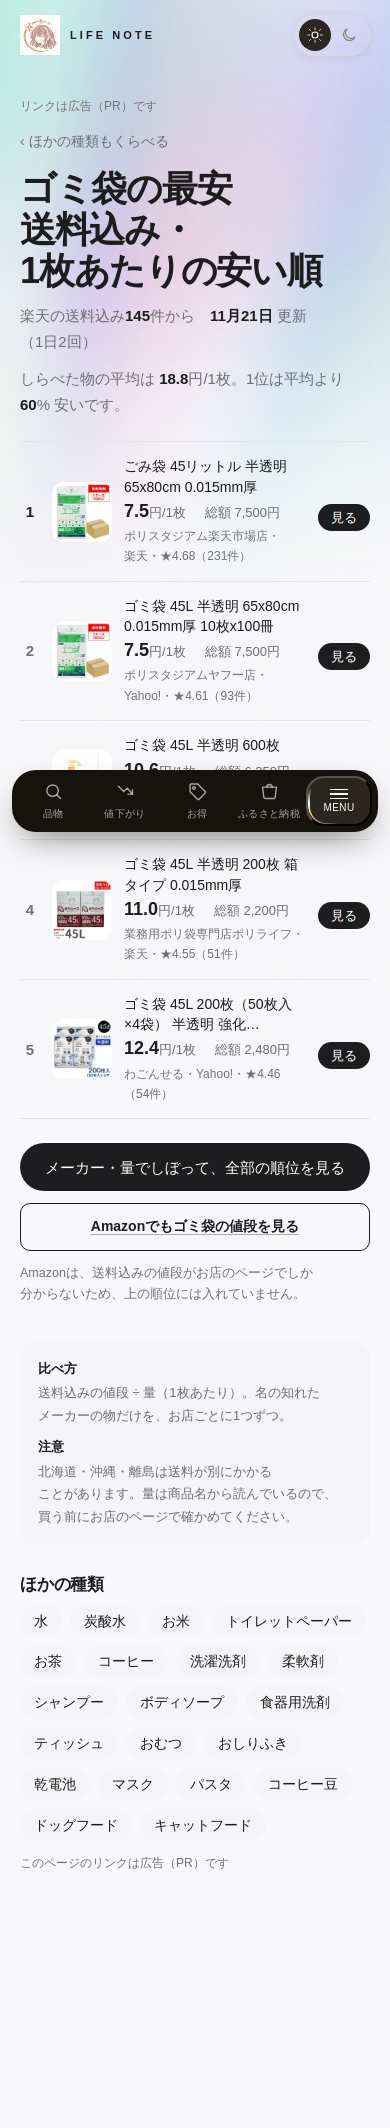 LIFE NOTE
リンクは広告（PR）です
‹ ほかの種類もくらべる
ゴミ袋の最安
送料込み・
1枚あたりの安い順
楽天の送料込み145件から　11月21日 更新
（1日2回）
しらべた物の平均は 18.8円/1枚。1位は平均より
60% 安いです。
ごみ袋 45リットル 半透明
65x80cm 0.015mm厚
1
7.5円/1枚 総額 7,500円
見る
ポリスタジアム楽天市場店・
楽天・★4.68（231件）
ゴミ袋 45L 半透明 65x80cm
0.015mm厚 10枚x100冊
2
7.5円/1枚 総額 7,500円
見る
ポリスタジアムヤフー店・
Yahoo!・★4.61（93件）
ゴミ袋 45L 半透明 600枚
品物
値下がり
お得
ふるさと納税
MENU
ゴミ袋 45L 半透明 200枚 箱
タイプ 0.015mm厚
4
11.0円/1枚 総額 2,200円
見る
業務用ポリ袋専門店ポリライフ・
楽天・★4.55（51件）
45L
ゴミ袋 45L 200枚（50枚入
×4袋） 半透明 強化…
5
12.4円/1枚 総額 2,480円
見る
わごんせる・Yahoo!・★4.46
（54件）
メーカー・量でしぼって、全部の順位を見る
Amazonでもゴミ袋の値段を見る
Amazonは、送料込みの値段がお店のページでしか
分からないため、上の順位には入れていません。
比べ方
送料込みの値段 ÷ 量（1枚あたり）。名の知れた
メーカーの物だけを、お店ごとに1つずつ。
注意
北海道・沖縄・離島は送料が別にかかる
ことがあります。量は商品名から読んでいるので、
買う前にお店のページで確かめてください。
ほかの種類
水 炭酸水 お米 トイレットペーパー
お茶 コーヒー 洗濯洗剤 柔軟剤
シャンプー ボディソープ 食器用洗剤
ティッシュ おむつ おしりふき
乾電池 マスク パスタ コーヒー豆
ドッグフード キャットフード
このページのリンクは広告（PR）です